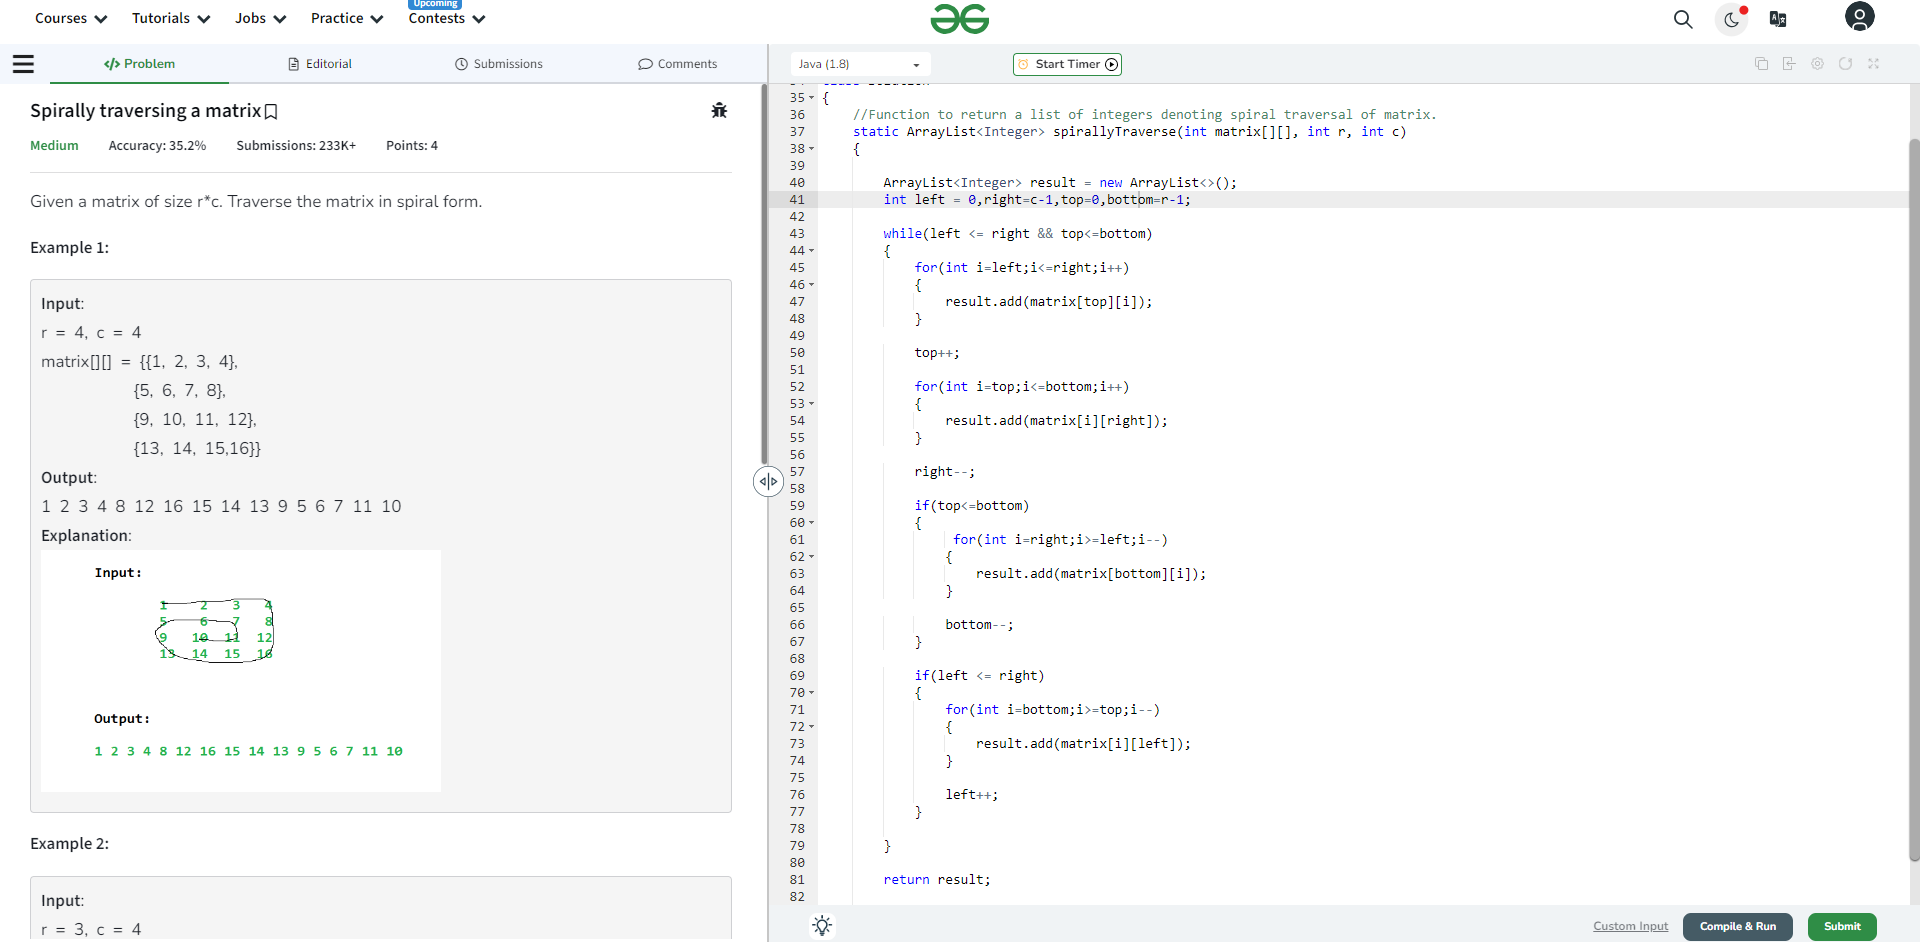 Courses Tutorials Jobs Practice Upcoming Contests
Problem Editorial Submissions Comments
Java (1.8) Start Timer
Spirally traversing a matrix
Medium Accuracy: 35.2% Submissions: 233K+ Points: 4
Given a matrix of size r*c. Traverse the matrix in spiral form.
Example 1:
Input:
r = 4, c = 4
matrix[][] = {{1, 2, 3, 4},
{5, 6, 7, 8},
{9, 10, 11, 12},
{13, 14, 15,16}}
Output:
1 2 3 4 8 12 16 15 14 13 9 5 6 7 11 10
Explanation:
Input:
1 2 3 4
5 6 7 8
9 10 11 12
13 14 15 16
Output:
1 2 3 4 8 12 16 15 14 13 9 5 6 7 11 10
Example 2:
Input:
r = 3, c = 4
35 {
36 //Function to return a list of integers denoting spiral traversal of matrix.
37 static ArrayList<Integer> spirallyTraverse(int matrix[][], int r, int c)
38 {
39
40 ArrayList<Integer> result = new ArrayList<>();
41 int left = 0,right=c-1,top=0,bottom=r-1;
42
43 while(left <= right && top<=bottom)
44 {
45 for(int i=left;i<=right;i++)
46 {
47 result.add(matrix[top][i]);
48 }
49
50 top++;
51
52 for(int i=top;i<=bottom;i++)
53 {
54 result.add(matrix[i][right]);
55 }
56
57 right--;
58
59 if(top<=bottom)
60 {
61 for(int i=right;i>=left;i--)
62 {
63 result.add(matrix[bottom][i]);
64 }
65
66 bottom--;
67 }
68
69 if(left <= right)
70 {
71 for(int i=bottom;i>=top;i--)
72 {
73 result.add(matrix[i][left]);
74 }
75
76 left++;
77 }
78
79 }
80
81 return result;
82
Custom Input Compile & Run Submit